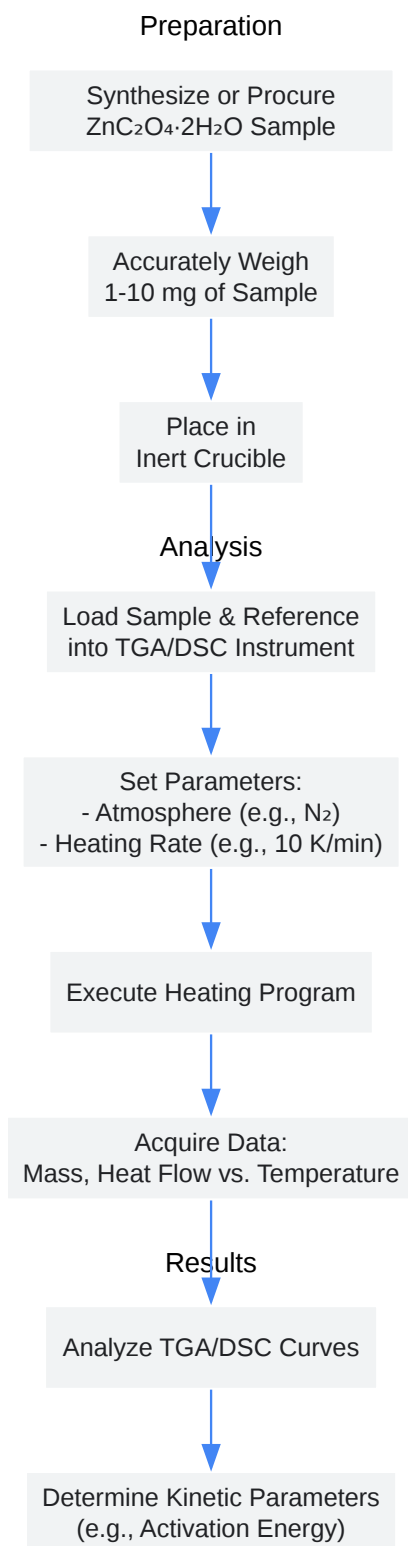 Preparation
Synthesize or Procure
ZnC₂O₄·2H₂O Sample
Accurately Weigh
1-10 mg of Sample
Place in
Inert Crucible
Analysis
Load Sample & Reference
into TGA/DSC Instrument
Set Parameters:
- Atmosphere (e.g., N₂)
- Heating Rate (e.g., 10 K/min)
Execute Heating Program
Acquire Data:
Mass, Heat Flow vs. Temperature
Results
Analyze TGA/DSC Curves
Determine Kinetic Parameters
(e.g., Activation Energy)